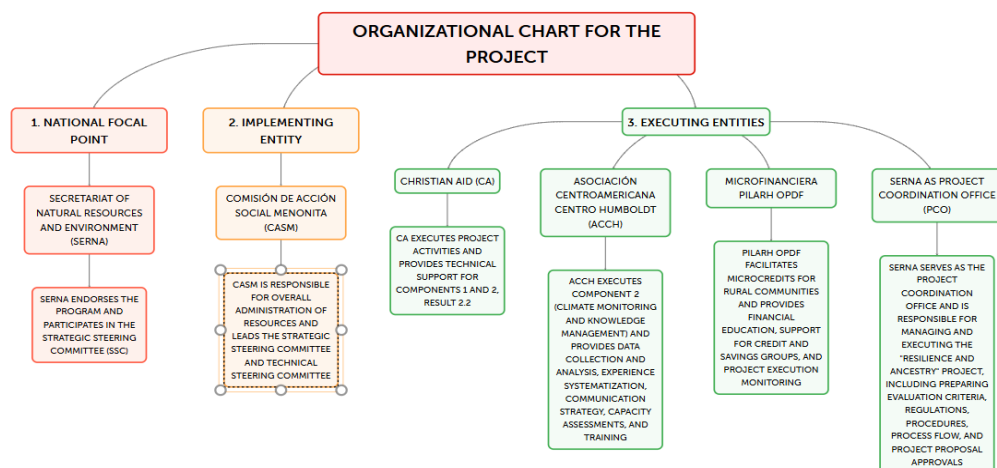 ORGANIZATIONAL CHART FOR THE
PROJECT
1. NATIONAL FOCAL
POINT
2. IMPLEMENTING
ENTITY
3. EXECUTING ENTITIES
SECRETARIAT OF
NATURAL RESOURCES
AND ENVIRONMENT
(SERNA)
COMISIÓN DE ACCIÓN
SOCIAL MENONITA
(CASM)
CHRISTIAN AID (CA)
ASOCIACIÓN
CENTROAMERICANA
CENTRO HUMBOLDT
(ACCH)
MICROFINANCIERA
PILARH OPDF
SERNA AS PROJECT
COORDINATION OFFICE
(PCO)
SERNA ENDORSES THE
PROGRAM AND
PARTICIPATES IN THE
STRATEGIC STEERING
COMMITTEE (SSC)
CASM IS RESPONSIBLE
FOR OVERALL
ADMINISTRATION OF
RESOURCES AND
LEADS THE STRATEGIC
STEERING COMMITTEE
AND TECHNICAL
STEERING COMMITTEE
CA EXECUTES PROJECT
ACTIVITIES AND
PROVIDES TECHNICAL
SUPPORT FOR
COMPONENTS 1 AND 2,
RESULT 2.2
ACCH EXECUTES
COMPONENT 2
(CLIMATE MONITORING
AND KNOWLEDGE
MANAGEMENT) AND
PROVIDES DATA
COLLECTION AND
ANALYSIS, EXPERIENCE
SYSTEMATIZATION,
COMMUNICATION
STRATEGY, CAPACITY
ASSESSMENTS, AND
TRAINING
PILARH OPDF
FACILITATES
MICROCREDITS FOR
RURAL COMMUNITIES
AND PROVIDES
FINANCIAL
EDUCATION, SUPPORT
FOR CREDIT AND
SAVINGS GROUPS, AND
PROJECT EXECUTION
MONITORING
SERNA SERVES AS THE
PROJECT
COORDINATION
OFFICE AND IS
RESPONSIBLE FOR
MANAGING AND
EXECUTING THE
"RESILIENCE AND
ANCESTRY" PROJECT,
INCLUDING PREPARING
EVALUATION CRITERIA,
REGULATIONS,
PROCEDURES,
PROCESS FLOW, AND
PROJECT PROPOSAL
APPROVALS